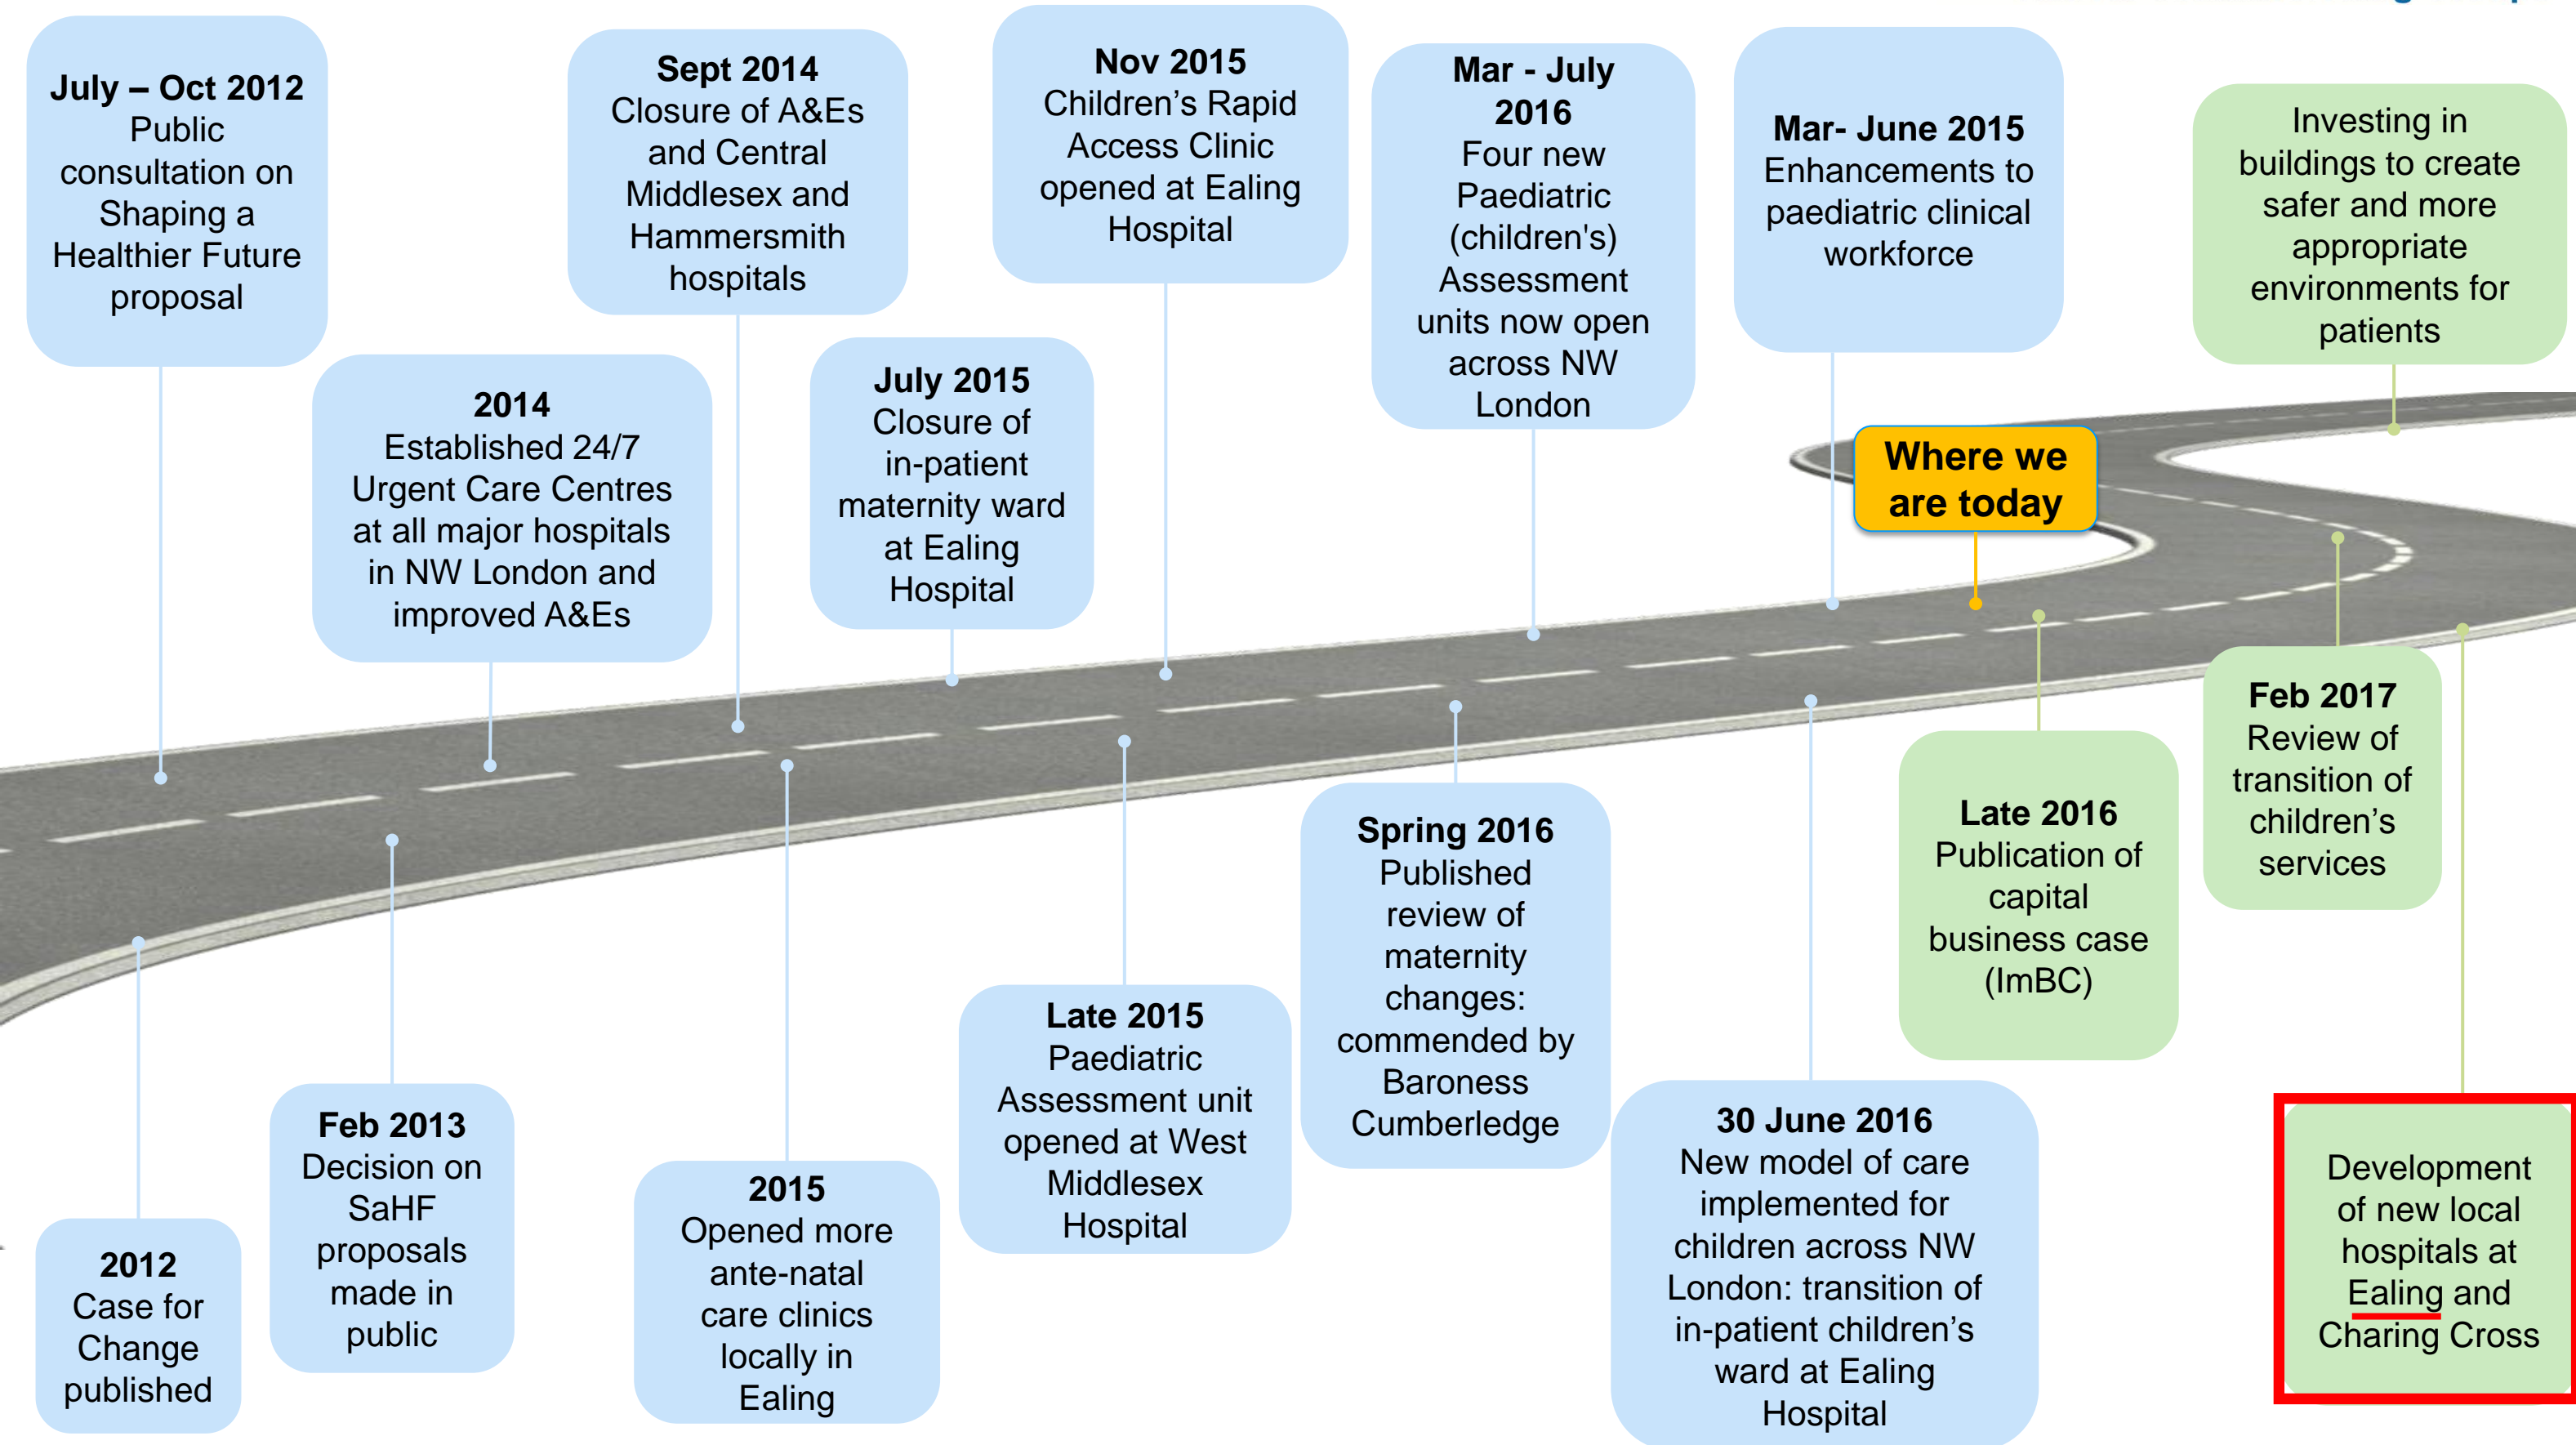 July – Oct 2012
Public
consultation on
Shaping a
Healthier Future
proposal
2014
Established 24/7
Urgent Care Centres
at all major hospitals
in NW London and
improved A&Es
Sept 2014
Closure of A&Es
and Central
Middlesex and
Hammersmith
hospitals
July 2015
Closure of
in-patient
maternity ward
at Ealing
Hospital
Nov 2015
Children’s Rapid
Access Clinic
opened at Ealing
Hospital
Mar - July
2016
Four new
Paediatric
(children's)
Assessment
units now open
across NW
London
Mar- June 2015
Enhancements to
paediatric clinical
workforce
Where we
are today
Investing in
buildings to create
safer and more
appropriate
environments for
patients
2012
Case for
Change
published
Feb 2013
Decision on
SaHF
proposals
made in
public
2015
Opened more
ante-natal
care clinics
locally in
Ealing
Late 2015
Paediatric
Assessment unit
opened at West
Middlesex
Hospital
Spring 2016
Published
review of
maternity
changes:
commended by
Baroness
Cumberledge
30 June 2016
New model of care
implemented for
children across NW
London: transition of
in-patient children’s
ward at Ealing
Hospital
Late 2016
Publication of
capital
business case
(ImBC)
Feb 2017
Review of
transition of
children’s
services
Development
of new local
hospitals at
Ealing and
Charing Cross